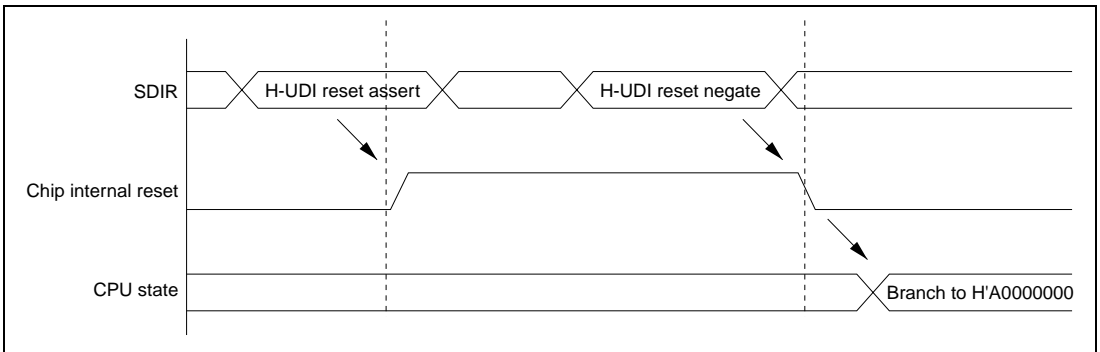 SDIR
H-UDI reset assert
H-UDI reset negate
Chip internal reset
CPU state
Branch to H'A0000000